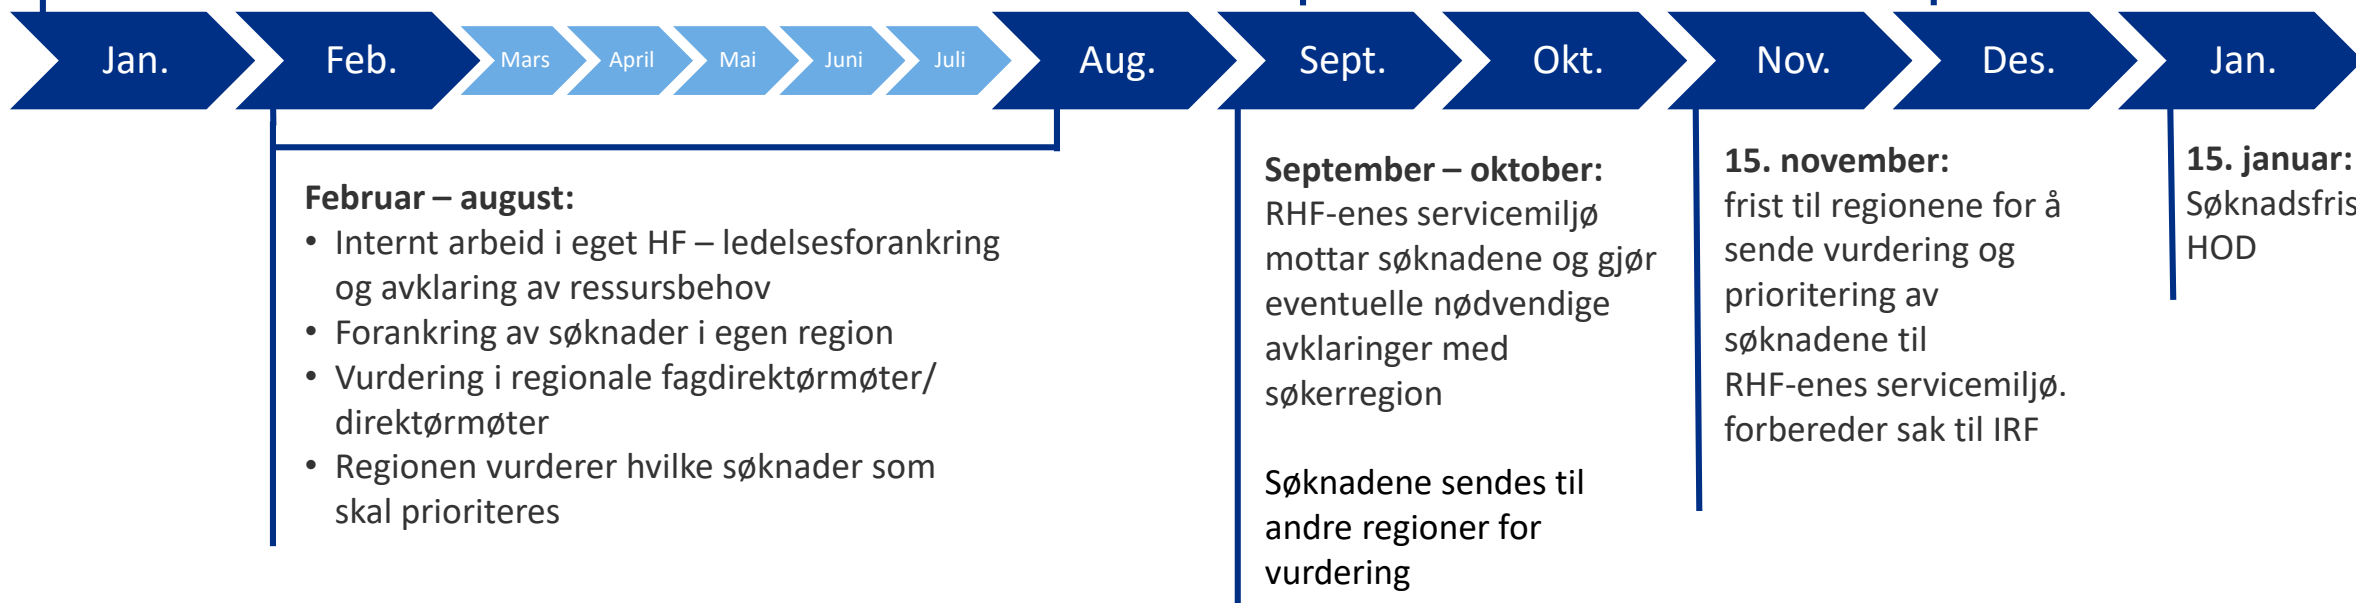 Jan.
Feb.
Mars
April
Mai
Juni
Juli
Aug.
Sept.
Okt.
Nov.
Des.
Jan.
Februar – august:
• Internt arbeid i eget HF – ledelsesforankring
og avklaring av ressursbehov
• Forankring av søknader i egen region
• Vurdering i regionale fagdirektørmøter/
direktørmøter
• Regionen vurderer hvilke søknader som
skal prioriteres
September – oktober:
RHF-enes servicemiljø
mottar søknadene og gjør
eventuelle nødvendige
avklaringer med
søkerregion
Søknadene sendes til
andre regioner for
vurdering
15. november:
frist til regionene for å
sende vurdering og
prioritering av
søknadene til
RHF-enes servicemiljø.
forbereder sak til IRF
15. januar:
HOD